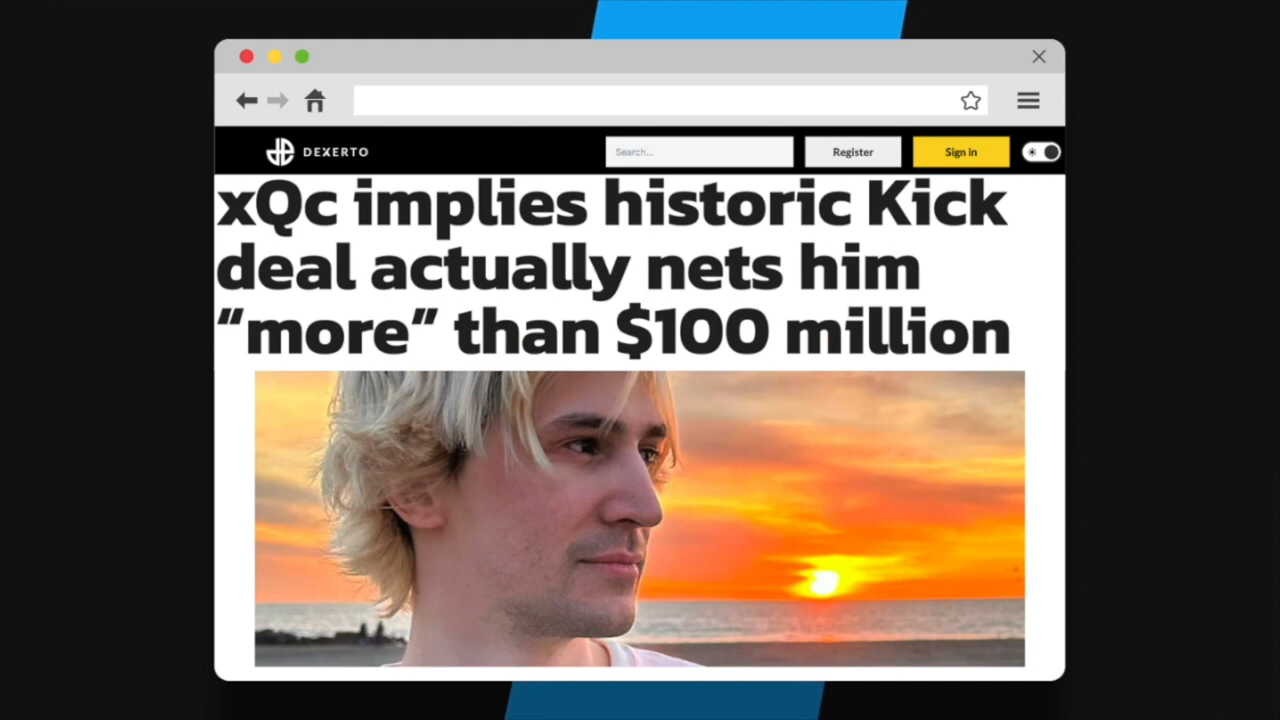 DEXERTO
Search...
Register
Sign in
xQc implies historic Kick
deal actually nets him
“more” than $100 million